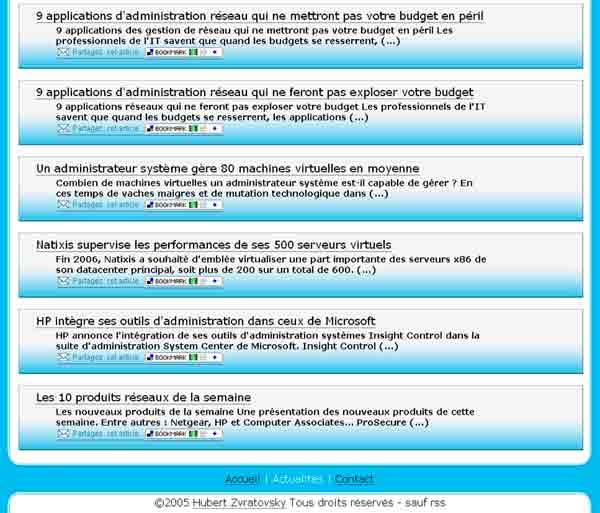 9 applications d'administration réseau qui ne mettront pas votre budget en péril
9 applications des gestion de réseau qui ne mettront pas votre budget en péril Les
professionnels de l'IT savent que quand les budgets se resserrent, (...)
Partagez cet article BOOKMARK
9 applications d'administration réseau qui ne feront pas exploser votre budget
9 applications réseaux qui ne feront pas exploser votre budget Les professionnels de l'IT
savent que quand les budgets se resserrent, les applications (...)
Partagez cet article BOOKMARK
Un administrateur système gère 80 machines virtuelles en moyenne
Combien de machines virtuelles un administrateur système est-il capable de gérer ? En
ces temps de vaches maigres et de mutation technologique dans (...)
Partagez cet article BOOKMARK
Natixis supervise les performances de ses 500 serveurs virtuels
Fin 2006, Natixis a souhaité d'emblée virtualiser une part importante des serveurs x86 de
son datacenter principal, soit plus de 200 sur un total de 600. (...)
Partagez cet article BOOKMARK
HP intègre ses outils d'administration dans ceux de Microsoft
HP annonce l'intégration de ses outils d'administration systèmes Insight Control dans la
suite d'administration System Center de Microsoft. Insight Control (...)
Partagez cet article BOOKMARK
Les 10 produits réseaux de la semaine
Les nouveaux produits de la semaine Une présentation des nouveaux produits de cette
semaine. Entre autres : Netgear, HP et Computer Associates... ProSecure (...)
Partagez cet article BOOKMARK
Accueil | Actualités | Contact
©2005 Hubert Zvratovsky Tous droits réservés - sauf rss